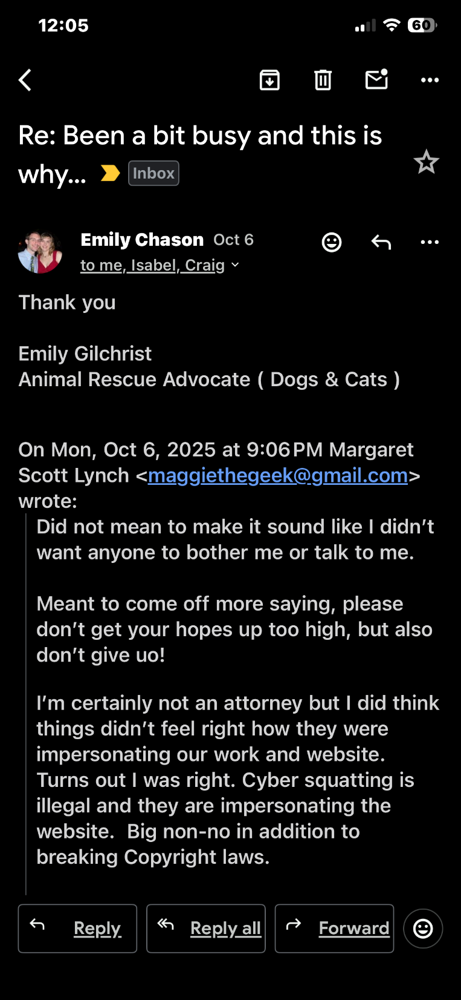 12:05
60
Re: Been a bit busy and this is
why... Inbox
Emily Chason Oct 6
to me, Isabel, Craig
Thank you
Emily Gilchrist
Animal Rescue Advocate ( Dogs & Cats )
On Mon, Oct 6, 2025 at 9:06 PM Margaret
Scott Lynch <maggiethegeek@gmail.com>
wrote:
Did not mean to make it sound like I didn’t
want anyone to bother me or talk to me.
Meant to come off more saying, please
don’t get your hopes up too high, but also
don’t give uo!
I’m certainly not an attorney but I did think
things didn’t feel right how they were
impersonating our work and website.
Turns out I was right. Cyber squatting is
illegal and they are impersonating the
website.  Big non-no in addition to
breaking Copyright laws.
Reply Reply all Forward